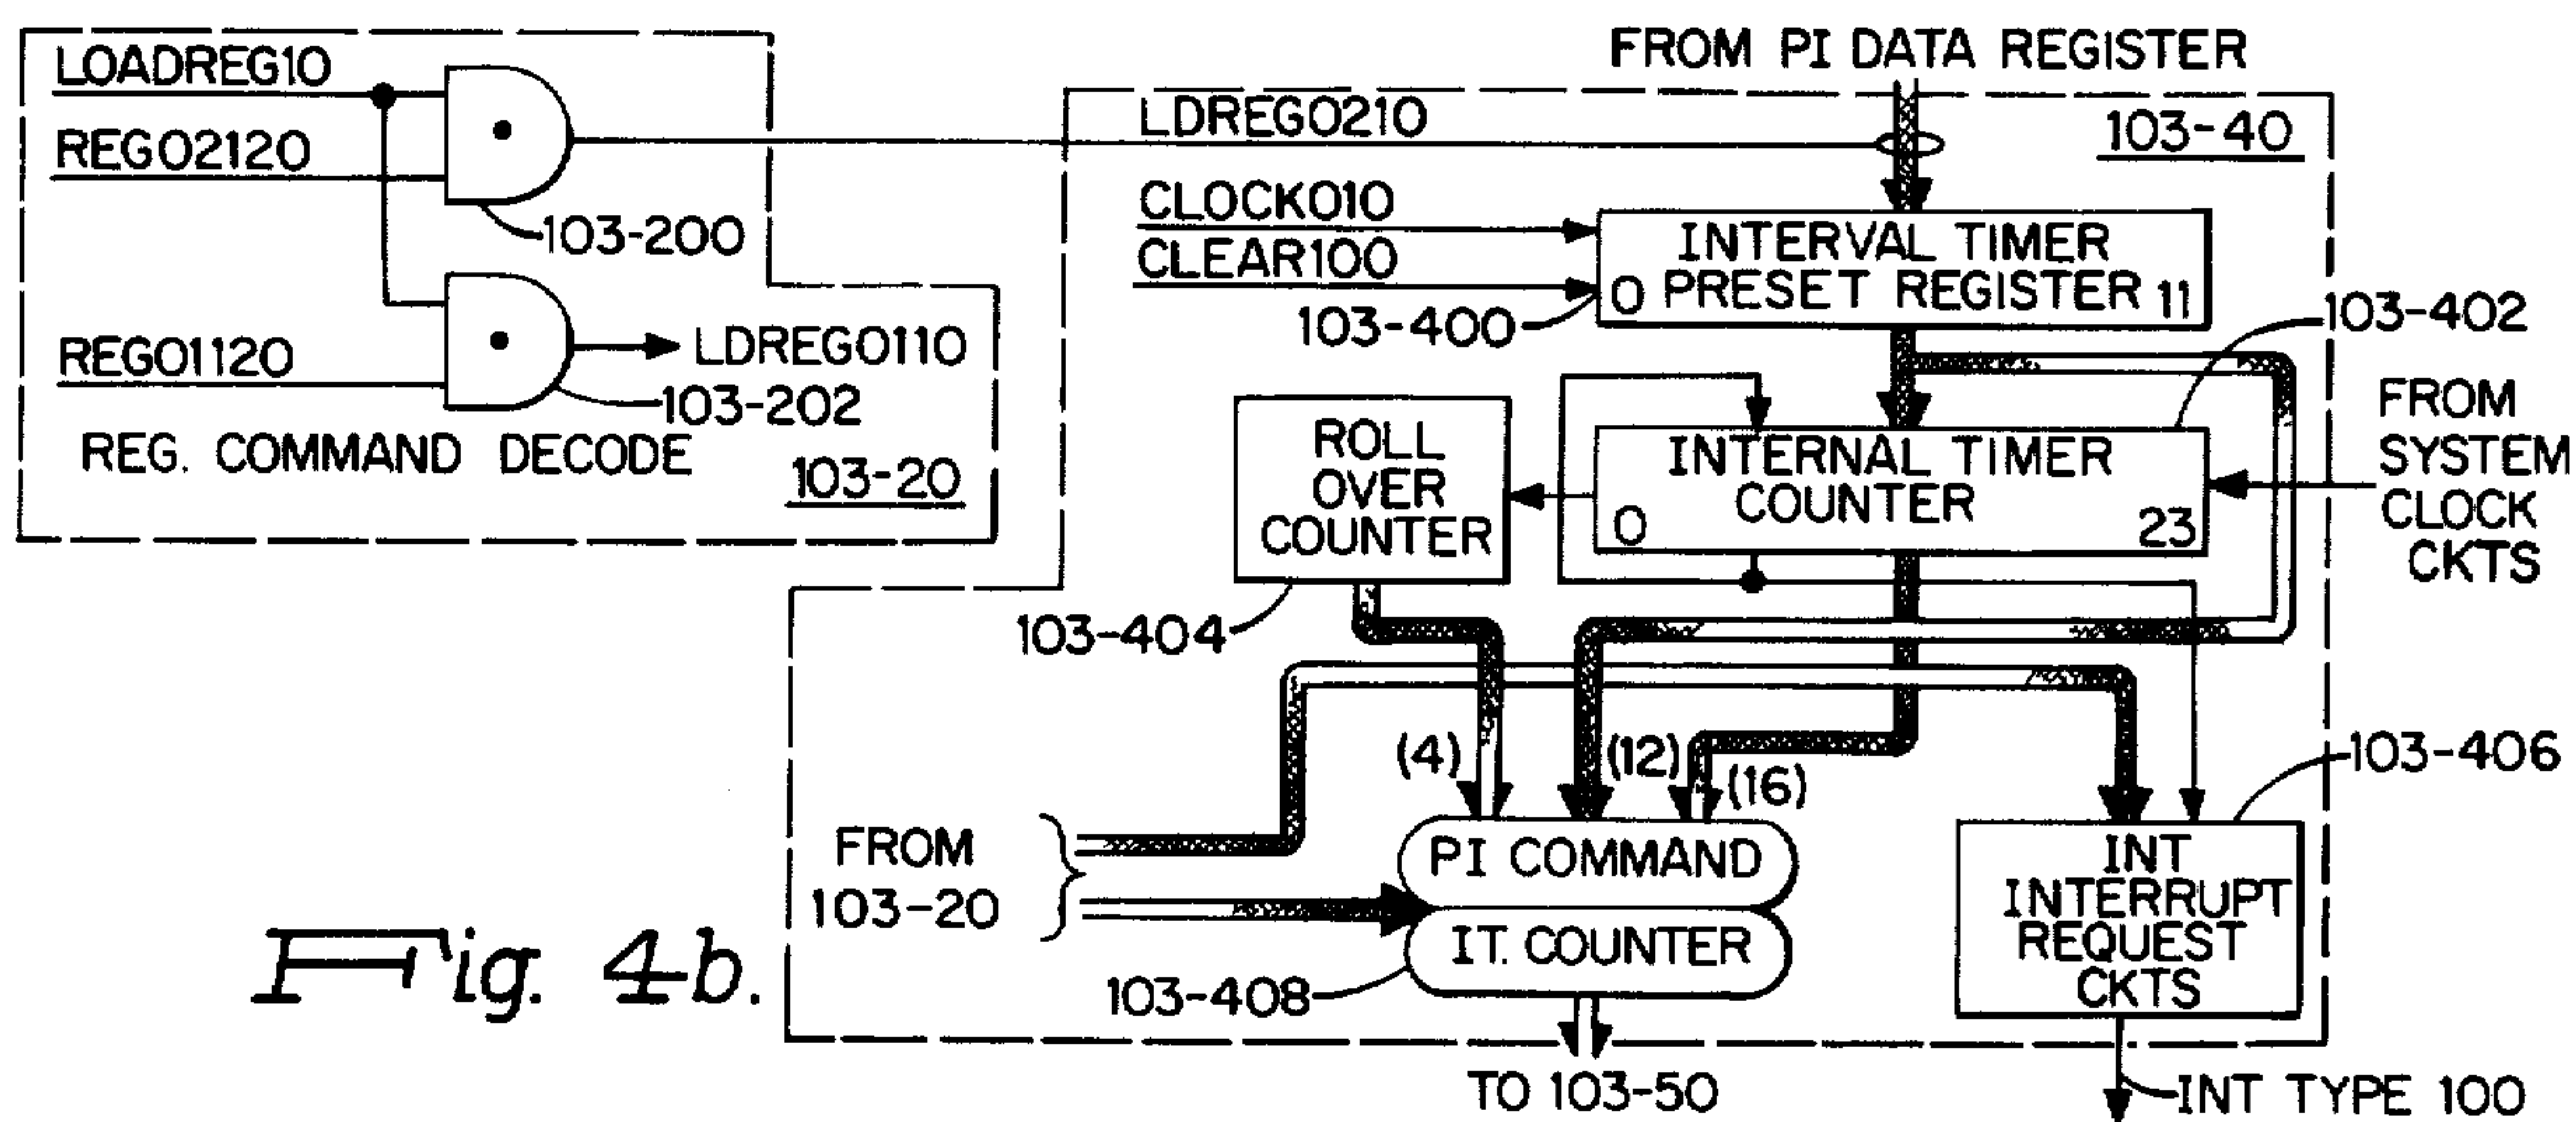 LOADREG10
REG02120
103-200
REG01120
LDREG0110
103-202
REG. COMMAND DECODE
103-20
FROM PI DATA REGISTER
LDREG0210
103-40
CLOCK010
CLEAR100
INTERVAL TIMER
0 PRESET REGISTER 11
103-400
103-402
ROLL
OVER
COUNTER
INTERNAL TIMER
COUNTER
0
23
FROM
SYSTEM
CLOCK
CKTS
103-404
(4)
(12)
(16)
103-406
FROM
103-20
PI COMMAND
IT. COUNTER
103-408
INT
INTERRUPT
REQUEST
CKTS
TO 103-50
INT TYPE 100
Fig. 4b.